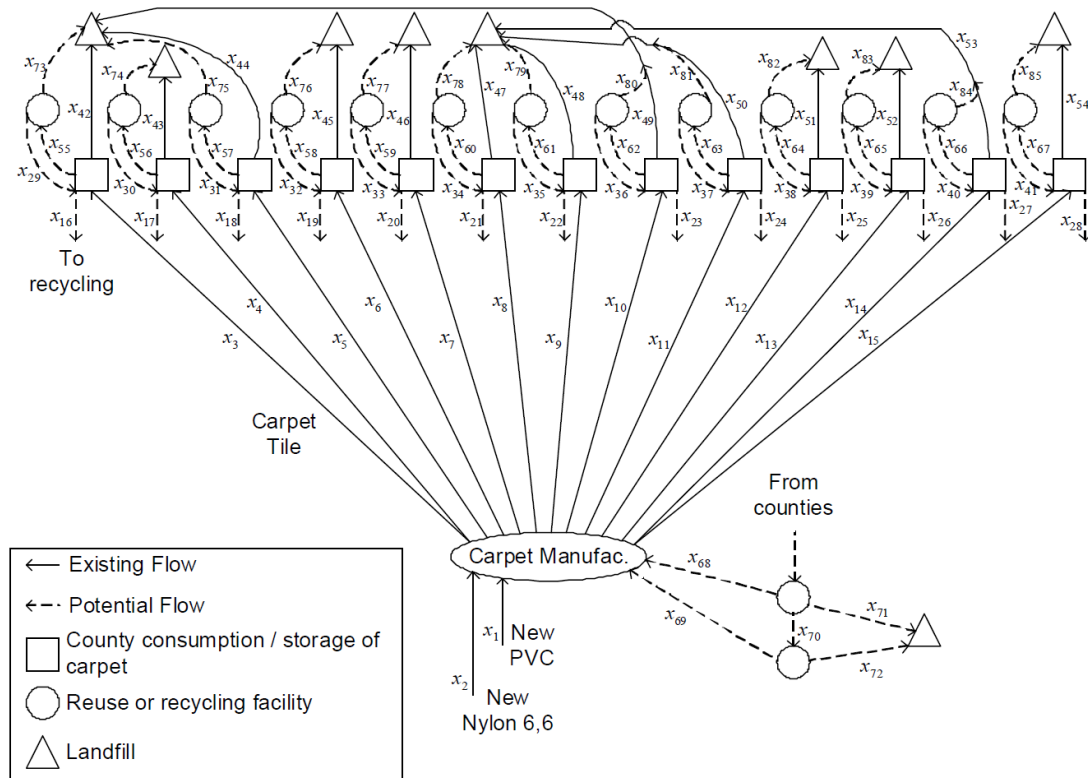 x53
x73
x74
x44
x75
x76
x77
x78
x47
x79
x80
x81
x82
x83
x84
x85
x42
x43
x45
x46
x48
x49
x50
x51
x52
x54
x55
x56
x57
x58
x59
x60
x61
x62
x63
x64
x65
x66
x67
x29
x30
x31
x32
x33
x34
x35
x36
x37
x38
x39
x40
x41
x16
x17
x18
x19
x20
x21
x22
x23
x24
x25
x26
x27
x28
To
recycling
x4
x3
x5
x6
x7
x8
x9
x10
x11
x12
x13
x14
x15
Carpet
Tile
From
counties
Carpet Manufac.
x68
x69
x70
x71
x72
x1
New
PVC
x2
New
Nylon 6,6
Existing Flow
Potential Flow
County consumption / storage of
carpet
Reuse or recycling facility
Landfill